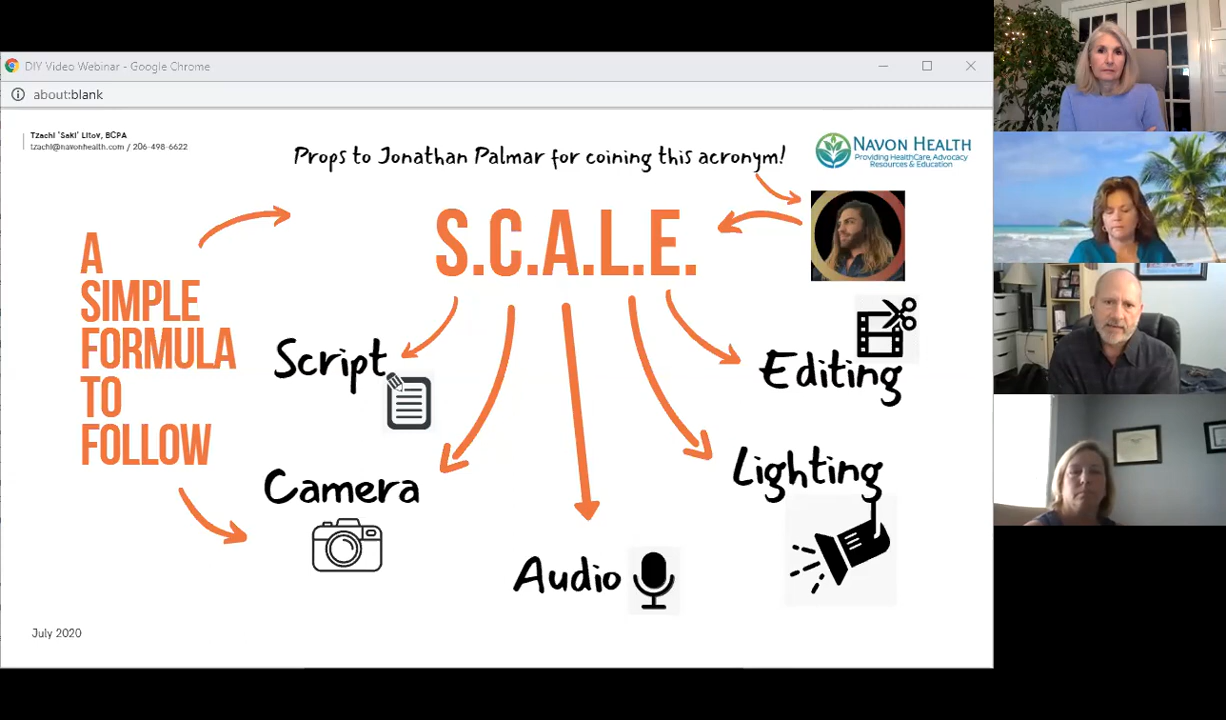 DIY Video Webinar - Google Chrome
about:blank
Tzachi 'Saki' Litov, BCPA
tzachi@navonhealth.com / 206-498-6622
Props to Jonathan Palmar for coining this acronym!
NAVON HEALTH
Providing HealthCare, Advocacy
Resources & Education
S.C.A.L.E.
A
SIMPLE
FORMULA
TO
FOLLOW
Script
Editing
Camera
Lighting
Audio
July 2020